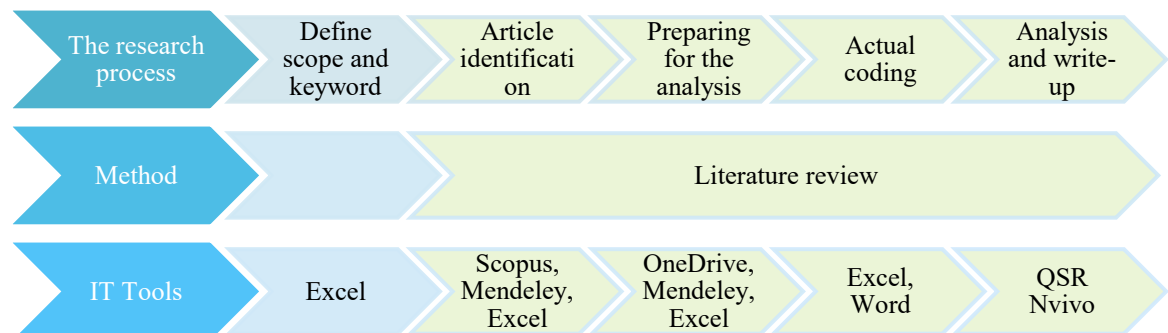 The research
process
Define
scope and
keyword
Article
identificati
on
Preparing
for the
analysis
Actual
coding
Analysis
and write-
up
Method
Literature review
IT Tools
Excel
Scopus,
Mendeley,
Excel
OneDrive,
Mendeley,
Excel
Excel,
Word
QSR
Nvivo